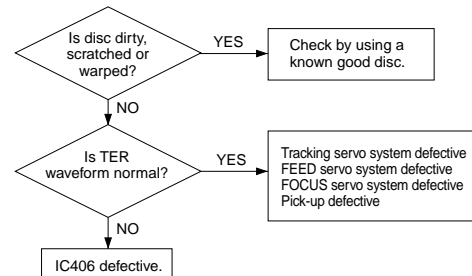 Is disc dirty,
scratched or
warped?
YES
Check by using a
known good disc.
NO
Is TER
waveform normal?
YES
Tracking servo system defective
FEED servo system defective
FOCUS servo system defective
Pick-up defective
NO
IC406 defective.